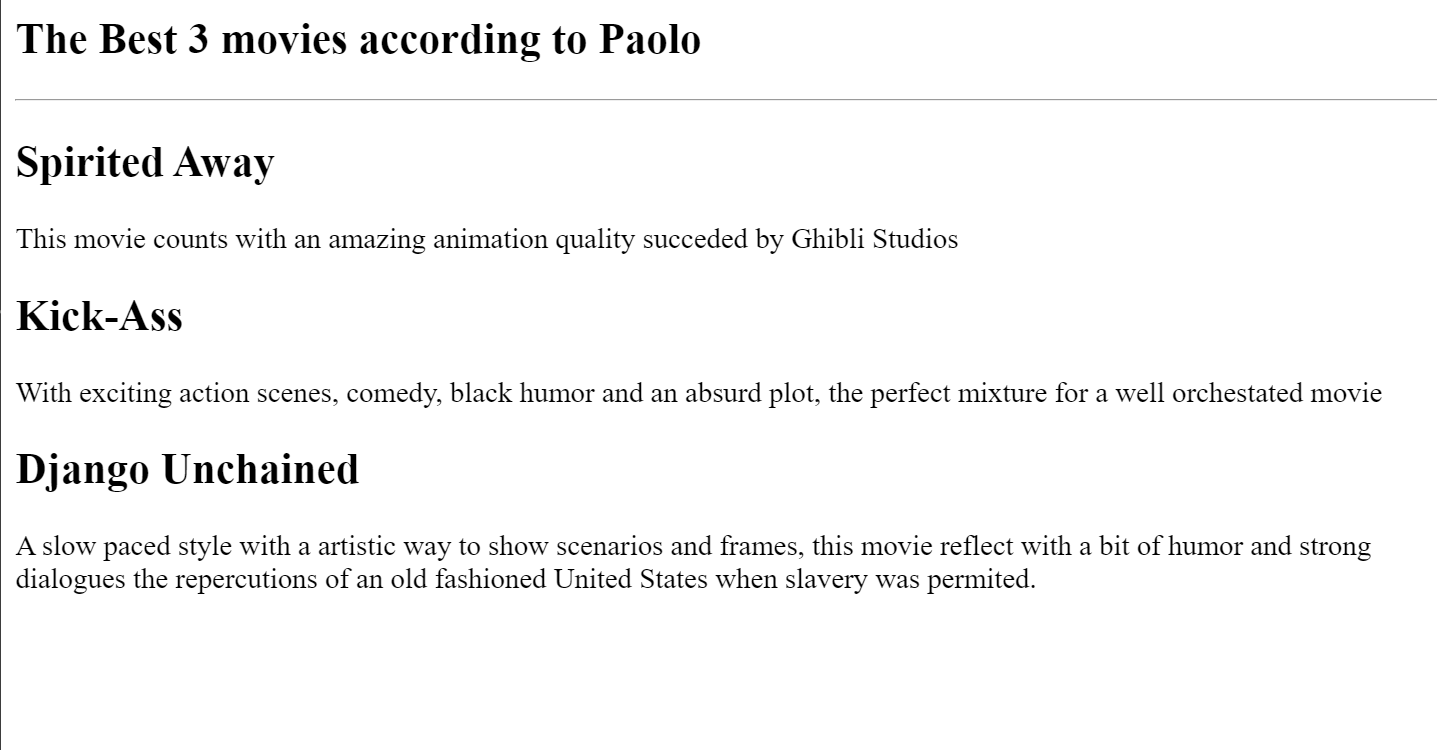 The Best 3 movies according to Paolo
Spirited Away
This movie counts with an amazing animation quality succeded by Ghibli Studios
Kick-Ass
With exciting action scenes, comedy, black humor and an absurd plot, the perfect mixture for a well orchestated movie
Django Unchained
A slow paced style with a artistic way to show scenarios and frames, this movie reflect with a bit of humor and strong
dialogues the repercutions of an old fashioned United States when slavery was permited.